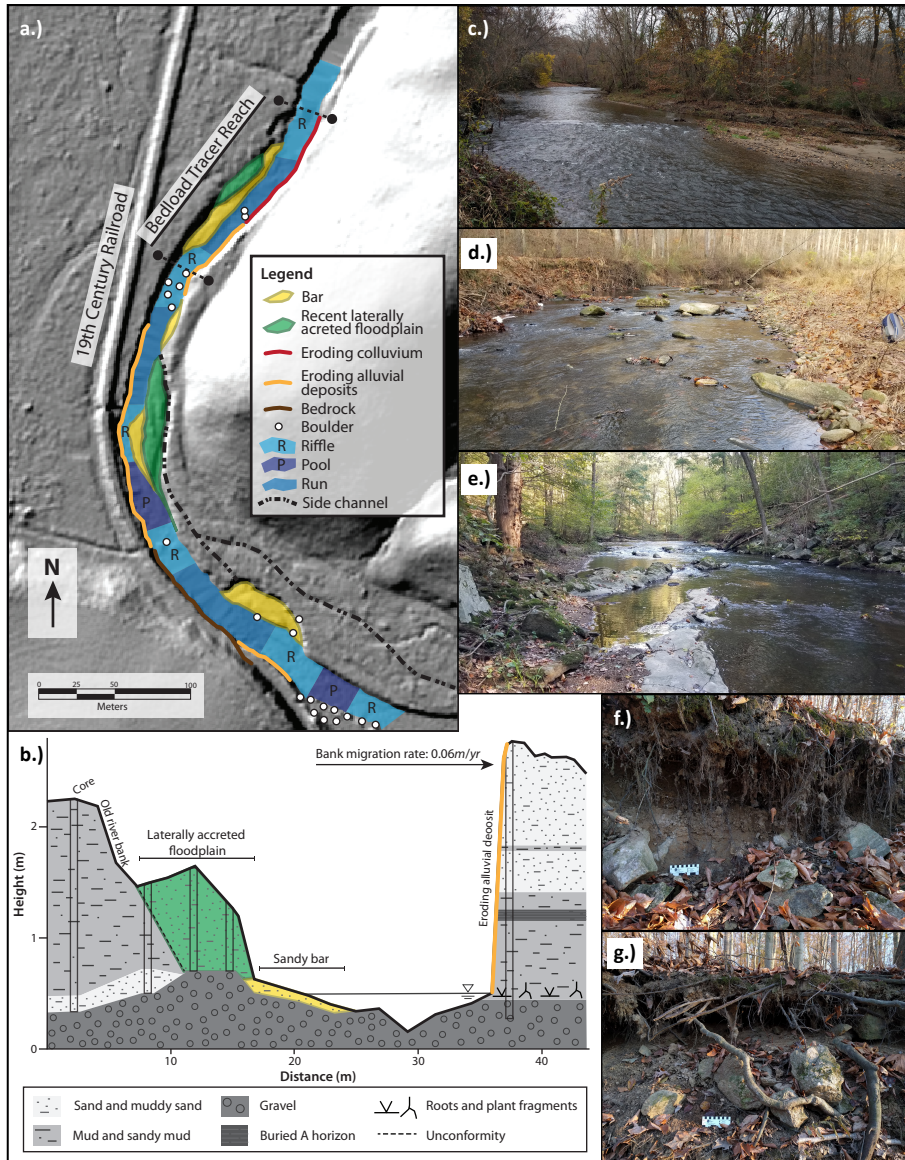 a.)
19th Century Railroad
Bedload Tracer Reach
R
R
R
P
R
R
P
R
Legend
Bar
Recent laterally
acreted floodplain
Eroding colluvium
Eroding alluvial
deposits
Bedrock
Boulder
R Riffle
P Pool
Run
Side channel
N
0 25 50 100
Meters
c.)
d.)
e.)
f.)
g.)
b.)
Bank migration rate: 0.06m/yr
Core
Old river bank
Laterally accreted
floodplain
Sandy bar
Eroding alluvial deoosit
Height (m)
2
1
0
10 20 30 40
Distance (m)
Sand and muddy sand
Gravel
Roots and plant fragments
Mud and sandy mud
Buried A horizon
Unconformity